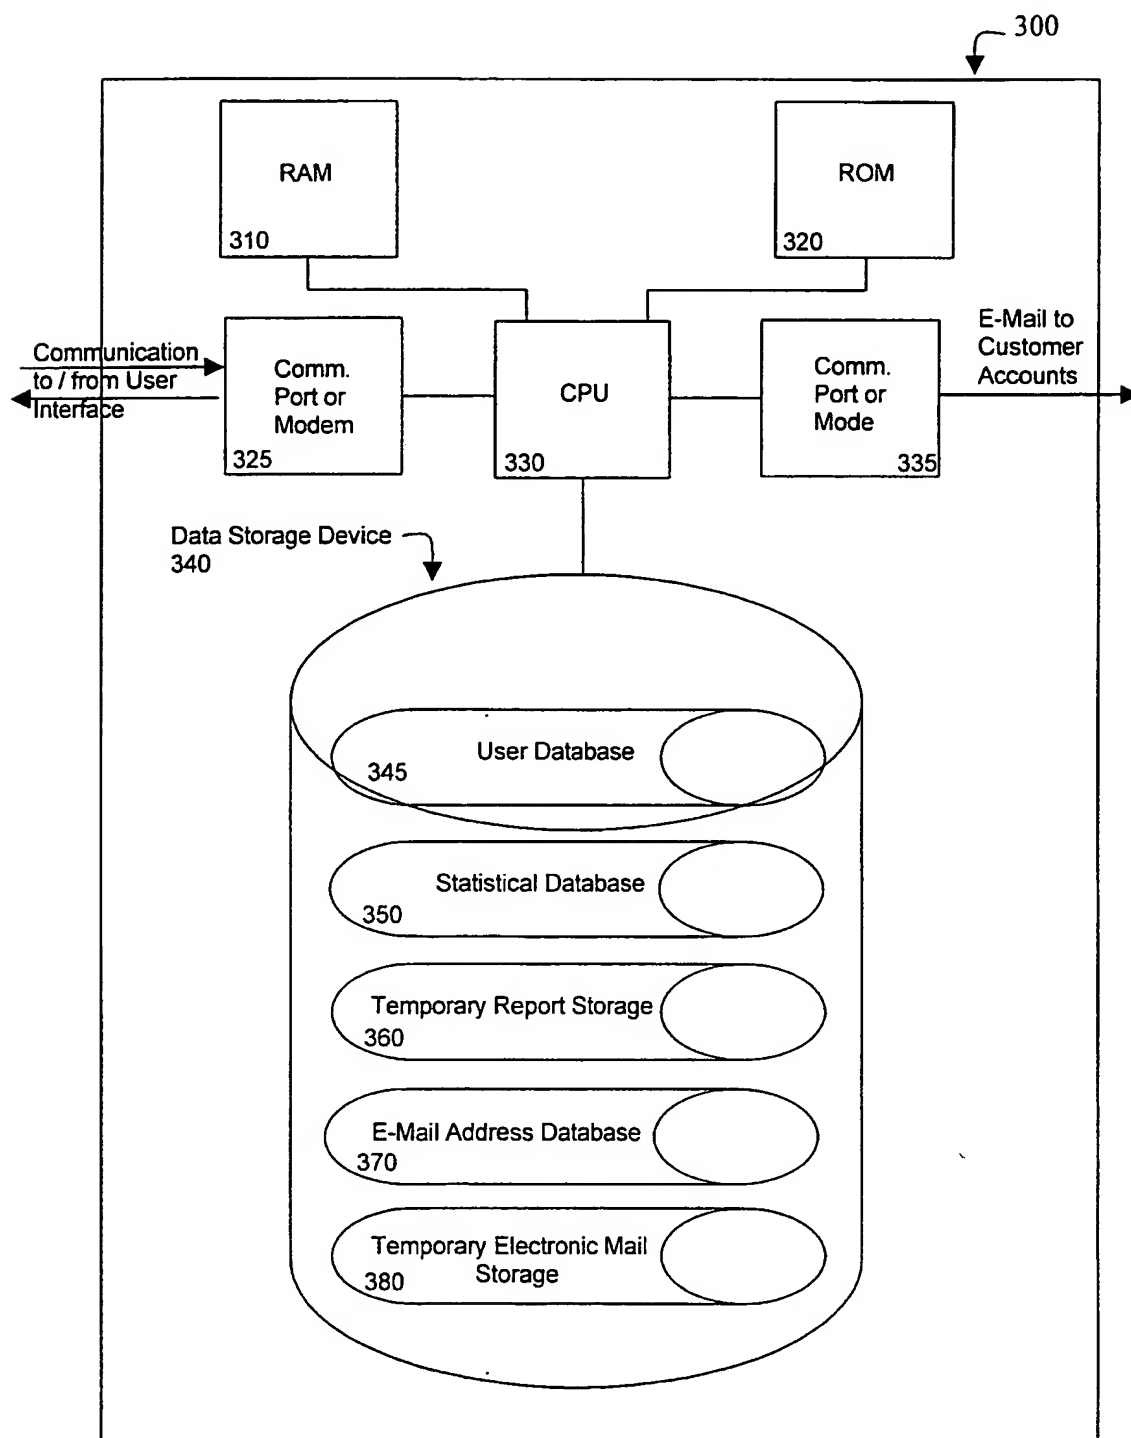 300
RAM
310
ROM
320
Communication
to / from User
Interface
Comm.
Port or
Modem
325
CPU
330
Comm.
Port or
Mode
335
E-Mail to
Customer
Accounts
Data Storage Device
340
User Database
345
Statistical Database
350
Temporary Report Storage
360
E-Mail Address Database
370
Temporary Electronic Mail
Storage
380